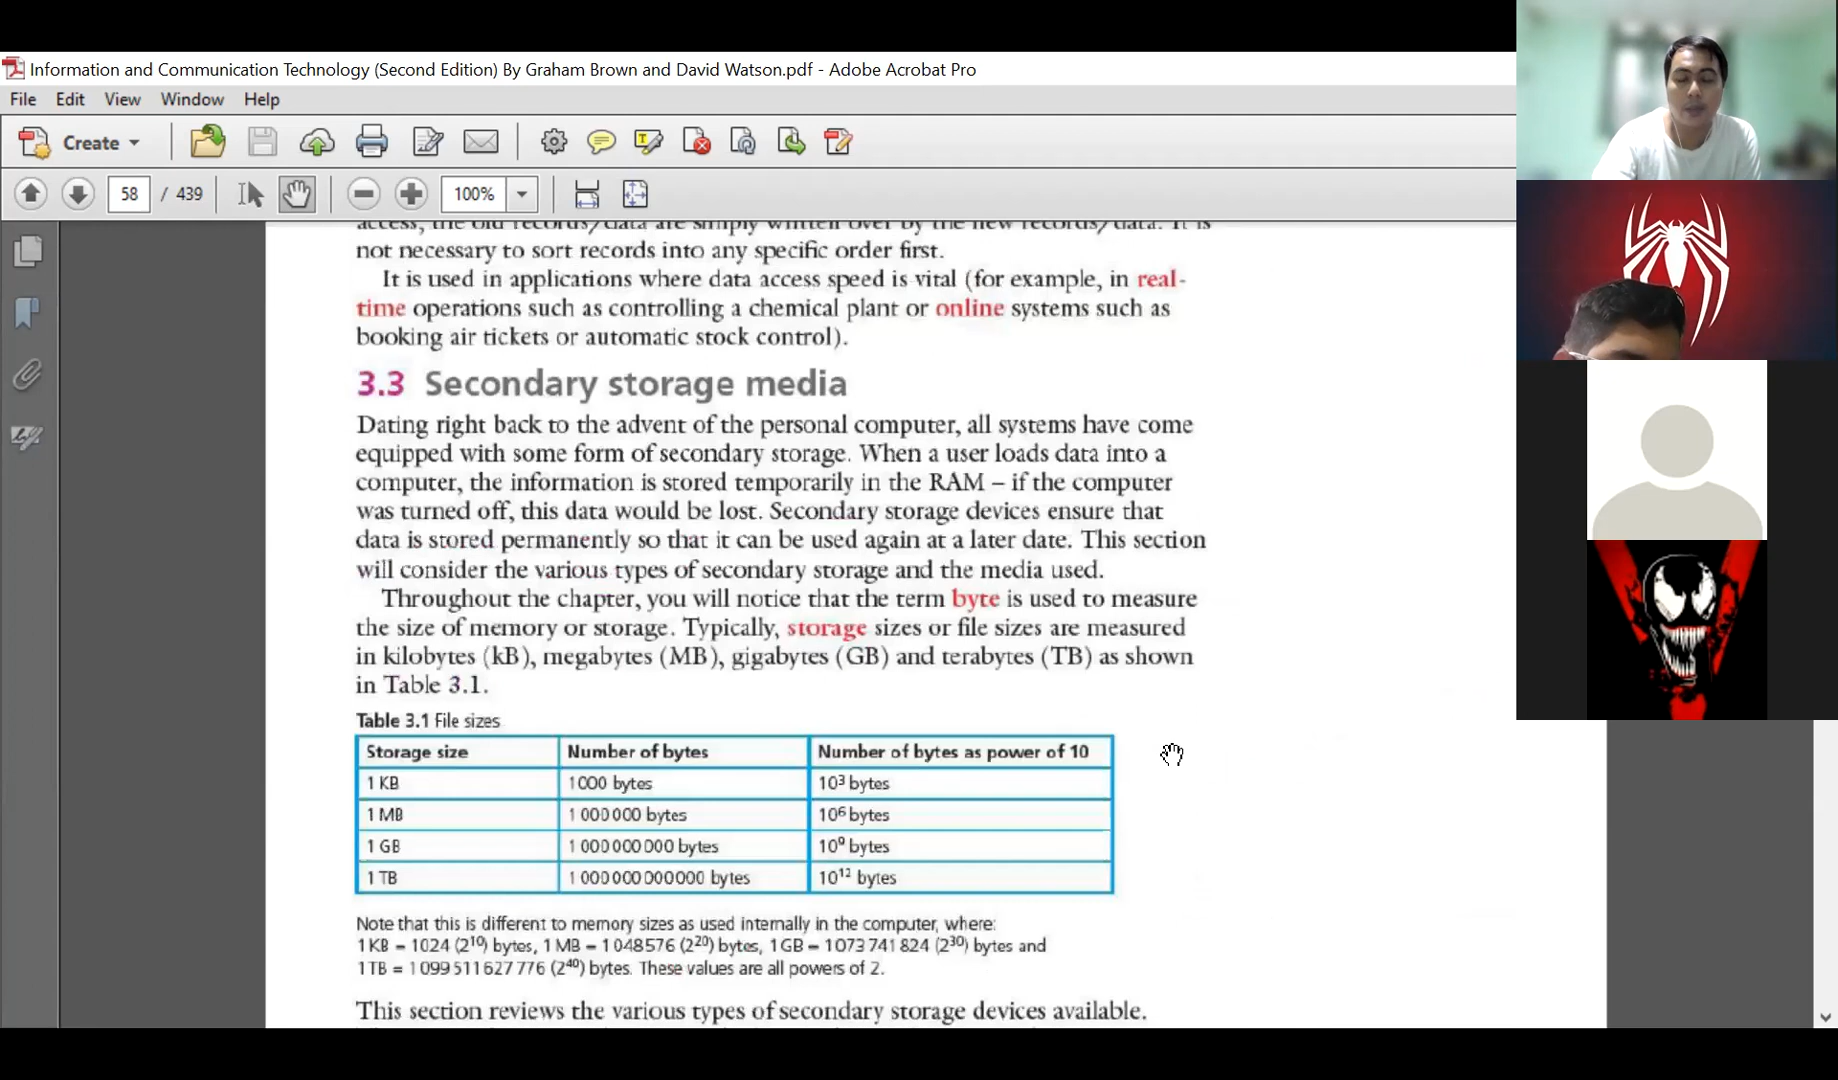 Information and Communication Technology (Second Edition) By Graham Brown and David Watson.pdf - Adobe Acrobat Pro
File Edit View Window Help
Create
58 / 439 100%
access, the old records/data are simply written over by the new records/data. It is
not necessary to sort records into any specific order first.
It is used in applications where data access speed is vital (for example, in real-
time operations such as controlling a chemical plant or online systems such as
booking air tickets or automatic stock control).
3.3 Secondary storage media
Dating right back to the advent of the personal computer, all systems have come
equipped with some form of secondary storage. When a user loads data into a
computer, the information is stored temporarily in the RAM – if the computer
was turned off, this data would be lost. Secondary storage devices ensure that
data is stored permanently so that it can be used again at a later date. This section
will consider the various types of secondary storage and the media used.
Throughout the chapter, you will notice that the term byte is used to measure
the size of memory or storage. Typically, storage sizes or file sizes are measured
in kilobytes (kB), megabytes (MB), gigabytes (GB) and terabytes (TB) as shown
in Table 3.1.
Table 3.1 File sizes
Storage size Number of bytes Number of bytes as power of 10
1 KB 1000 bytes 10³ bytes
1 MB 1 000 000 bytes 10⁶ bytes
1 GB 1 000 000 000 bytes 10⁹ bytes
1 TB 1 000 000 000 000 bytes 10¹² bytes
Note that this is different to memory sizes as used internally in the computer, where:
1 KB = 1024 (2¹⁰) bytes, 1 MB = 1 048 576 (2²⁰) bytes, 1 GB = 1 073 741 824 (2³⁰) bytes and
1 TB = 1 099 511 627 776 (2⁴⁰) bytes. These values are all powers of 2.
This section reviews the various types of secondary storage devices available.